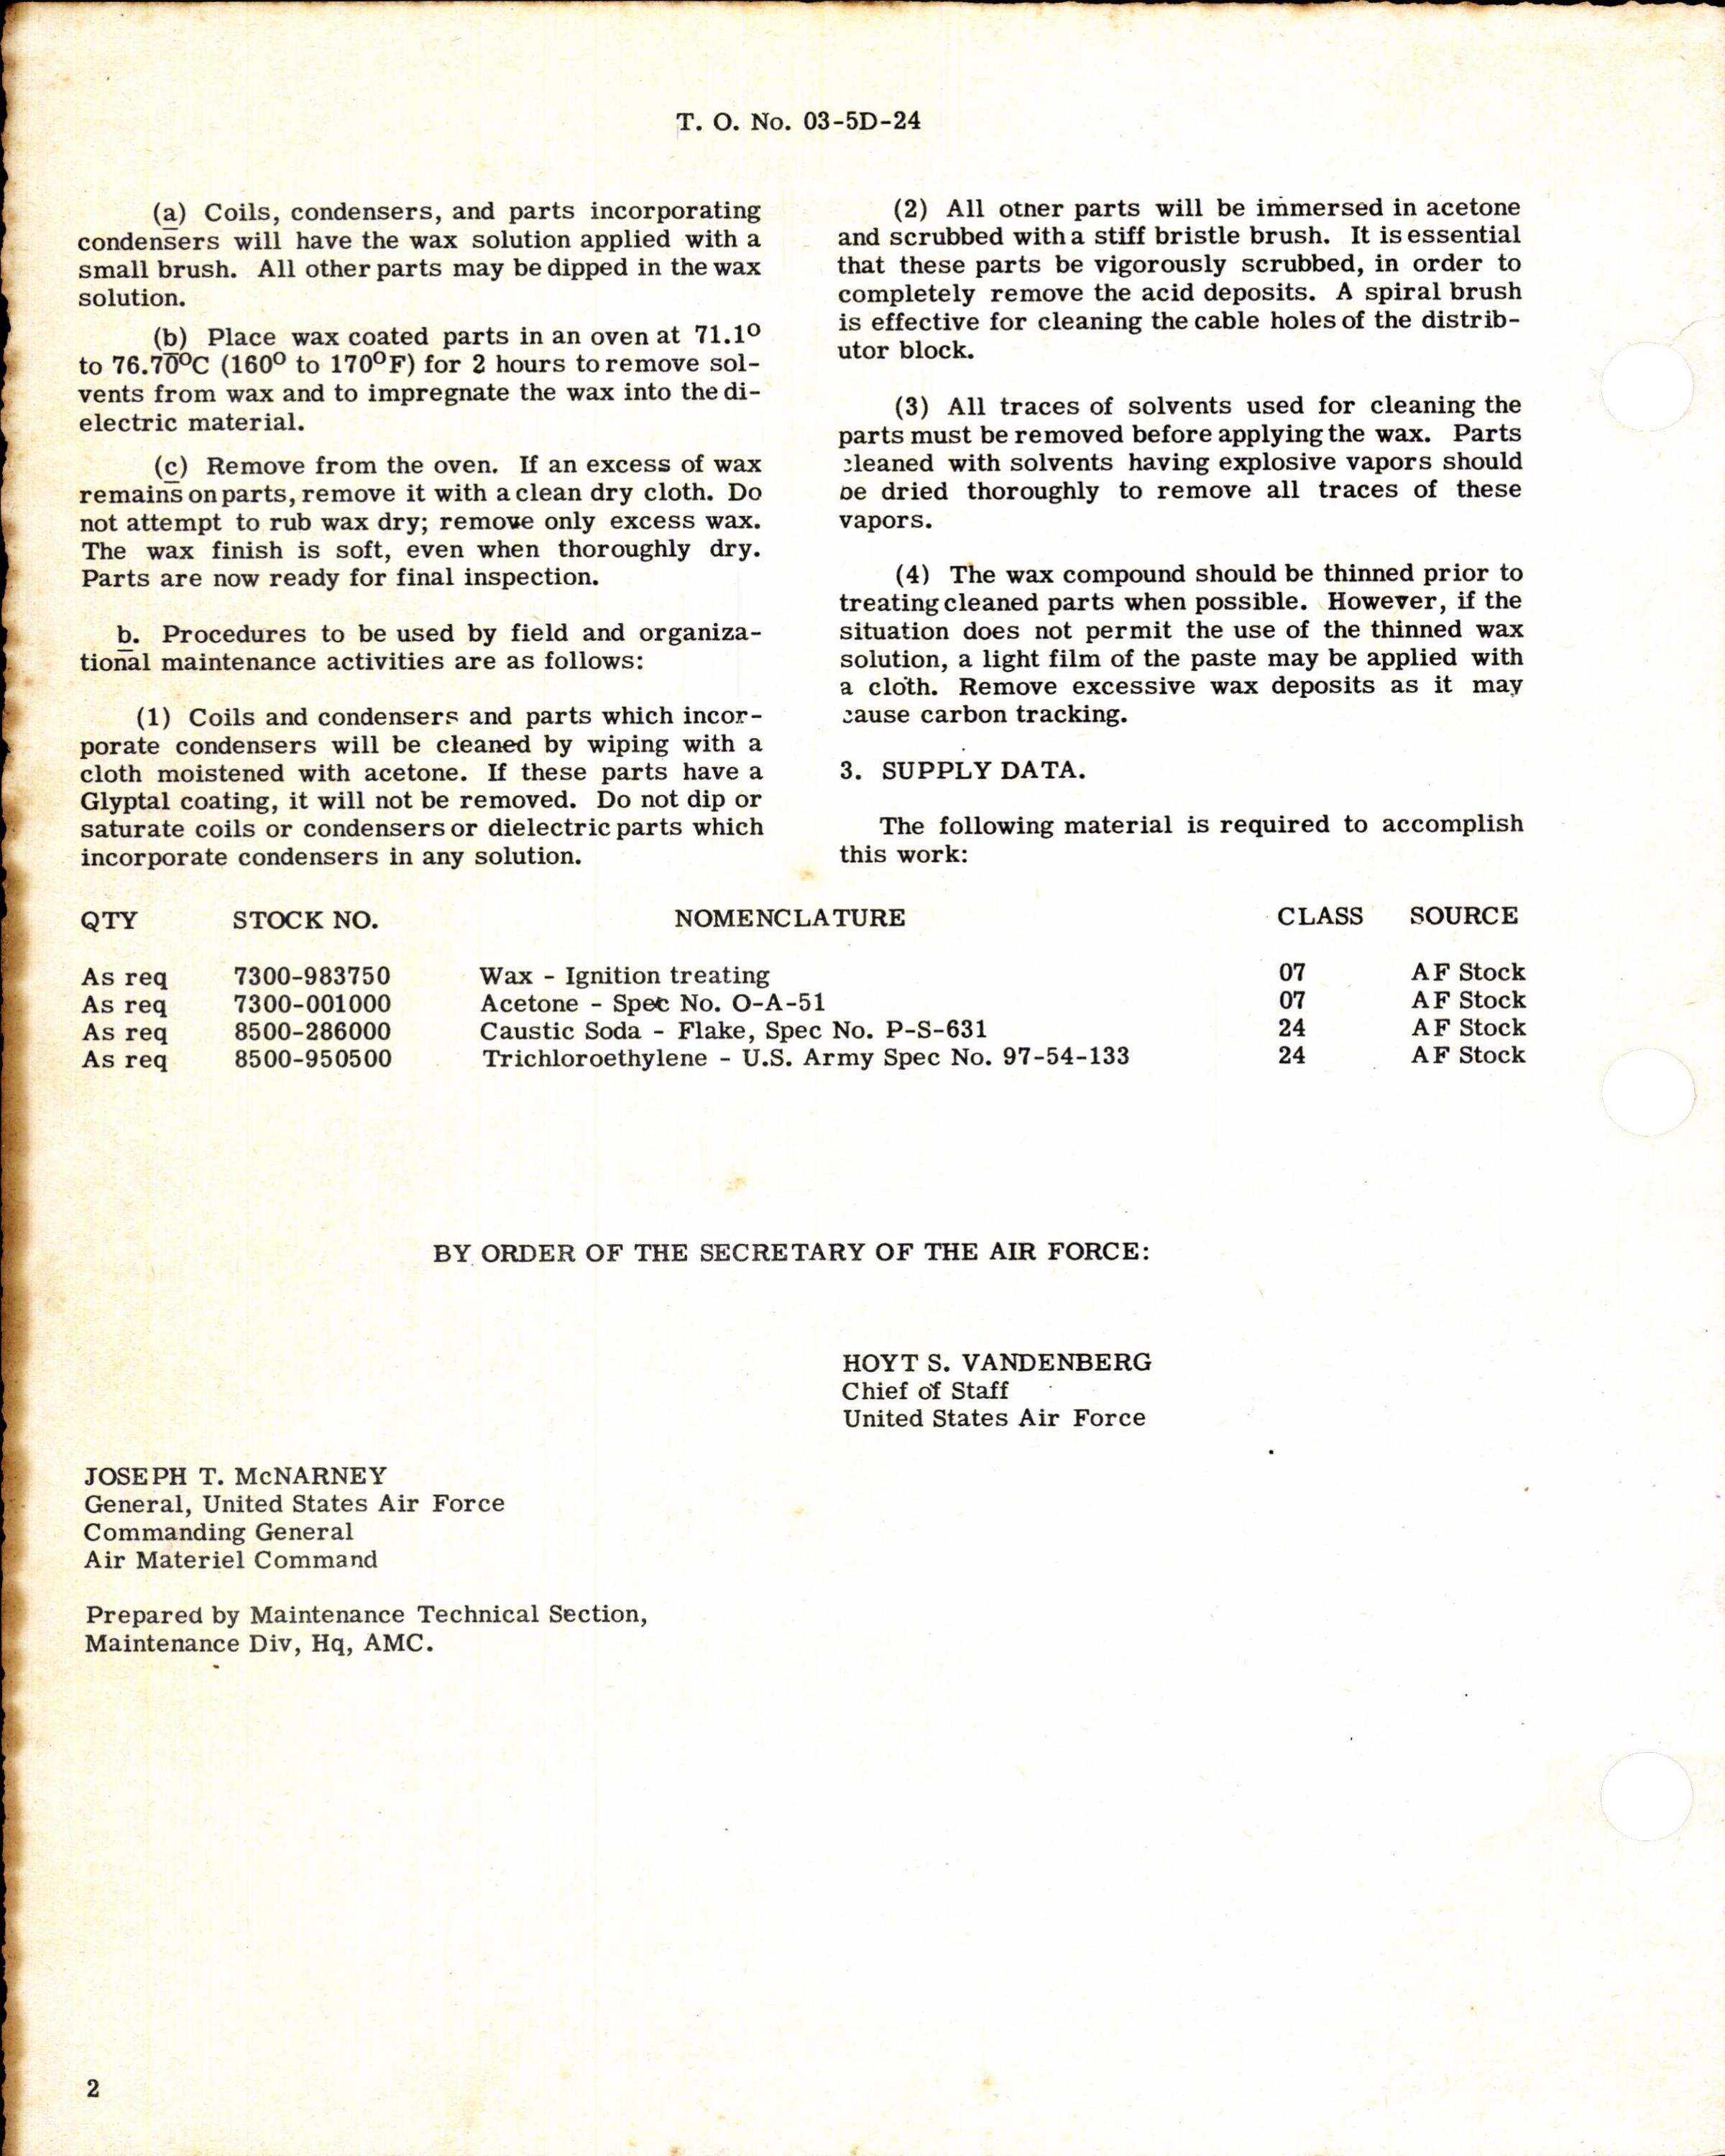 T. O. No. 03-5D-24
(a) Coils, condensers, and parts incorporating
condensers will have the wax solution applied with a
small brush. All other parts may be dipped in the wax
solution.
(b) Place wax coated parts in an oven at 71.1°
to 76.70°C (160° to 170°F) for 2 hours to remove sol-
vents from wax and to impregnate the wax into the di-
electric material.
(c) Remove from the oven. If an excess of wax
remains on parts, remove it with a clean dry cloth. Do
not attempt to rub wax dry; remove only excess wax.
The wax finish is soft, even when thoroughly dry.
Parts are now ready for final inspection.
b. Procedures to be used by field and organiza-
tional maintenance activities are as follows:
(1) Coils and condensers and parts which incor-
porate condensers will be cleaned by wiping with a
cloth moistened with acetone. If these parts have a
Glyptal coating, it will not be removed. Do not dip or
saturate coils or condensers or dielectric parts which
incorporate condensers in any solution.
(2) All other parts will be immersed in acetone
and scrubbed with a stiff bristle brush. It is essential
that these parts be vigorously scrubbed, in order to
completely remove the acid deposits. A spiral brush
is effective for cleaning the cable holes of the distrib-
utor block.
(3) All traces of solvents used for cleaning the
parts must be removed before applying the wax. Parts
cleaned with solvents having explosive vapors should
be dried thoroughly to remove all traces of these
vapors.
(4) The wax compound should be thinned prior to
treating cleaned parts when possible. However, if the
situation does not permit the use of the thinned wax
solution, a light film of the paste may be applied with
a cloth. Remove excessive wax deposits as it may
cause carbon tracking.
3. SUPPLY DATA.
The following material is required to accomplish
this work:
QTY STOCK NO. NOMENCLATURE CLASS SOURCE
As req 7300-983750 Wax - Ignition treating 07 AF Stock
As req 7300-001000 Acetone - Spec No. O-A-51 07 AF Stock
As req 8500-286000 Caustic Soda - Flake, Spec No. P-S-631 24 AF Stock
As req 8500-950500 Trichloroethylene - U.S. Army Spec No. 97-54-133 24 AF Stock
BY ORDER OF THE SECRETARY OF THE AIR FORCE:
HOYT S. VANDENBERG
Chief of Staff
United States Air Force
JOSEPH T. McNARNEY
General, United States Air Force
Commanding General
Air Materiel Command
Prepared by Maintenance Technical Section,
Maintenance Div, Hq, AMC.
2